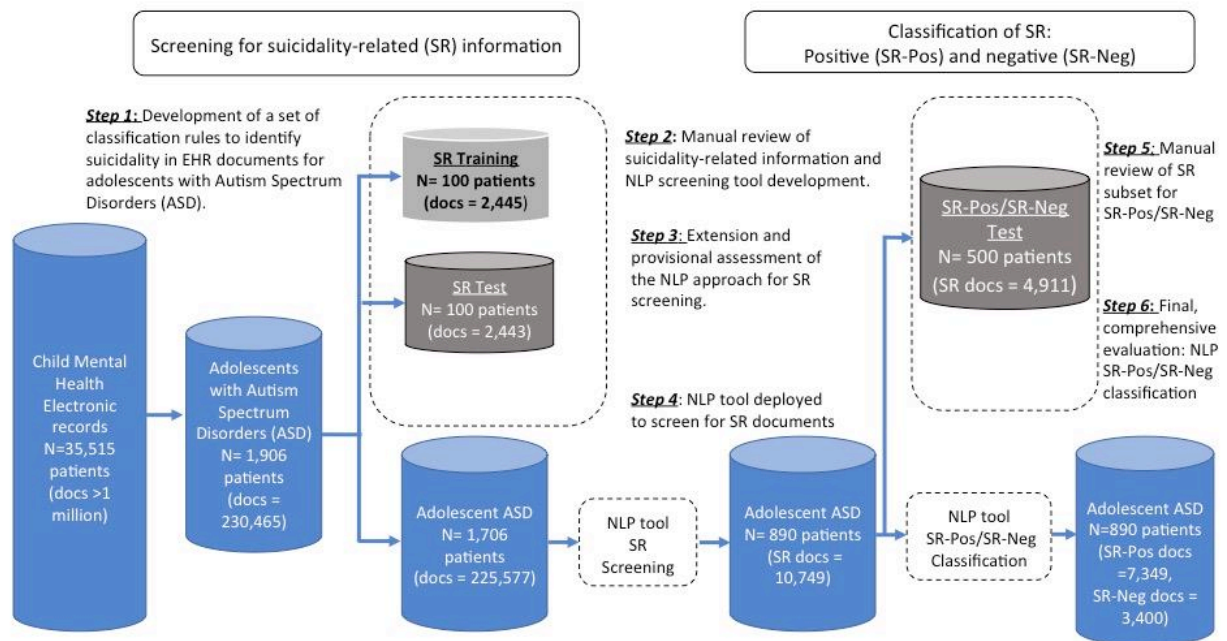 Screening for suicidality-related (SR) information
Classification of SR:
Positive (SR-Pos) and negative (SR-Neg)
Step 1: Development of a set of
classification rules to identify
suicidality in EHR documents for
adolescents with Autism Spectrum
Disorders (ASD).
SR Training
N= 100 patients
(docs = 2,445)
SR Test
N= 100 patients
(docs = 2,443)
Step 2: Manual review of
suicidality-related information and
NLP screening tool development.
Step 3: Extension and
provisional assessment of
the NLP approach for SR
screening.
Step 4: NLP tool deployed
to screen for SR documents
SR-Pos/SR-Neg
Test
N= 500 patients
(SR docs = 4,911)
Step 5: Manual
review of SR
subset for
SR-Pos/SR-Neg
Step 6: Final,
comprehensive
evaluation: NLP
SR-Pos/SR-Neg
classification
Child Mental
Health
Electronic
records
N=35,515
patients
(docs >1
million)
Adolescents
with Autism
Spectrum
Disorders (ASD)
N= 1,906
patients
(docs =
230,465)
Adolescent ASD
N= 1,706
patients
(docs = 225,577)
NLP tool
SR
Screening
Adolescent ASD
N= 890 patients
(SR docs =
10,749)
NLP tool
SR-Pos/SR-Neg
Classification
Adolescent ASD
N=890 patients
(SR-Pos docs
=7,349,
SR-Neg docs =
3,400)